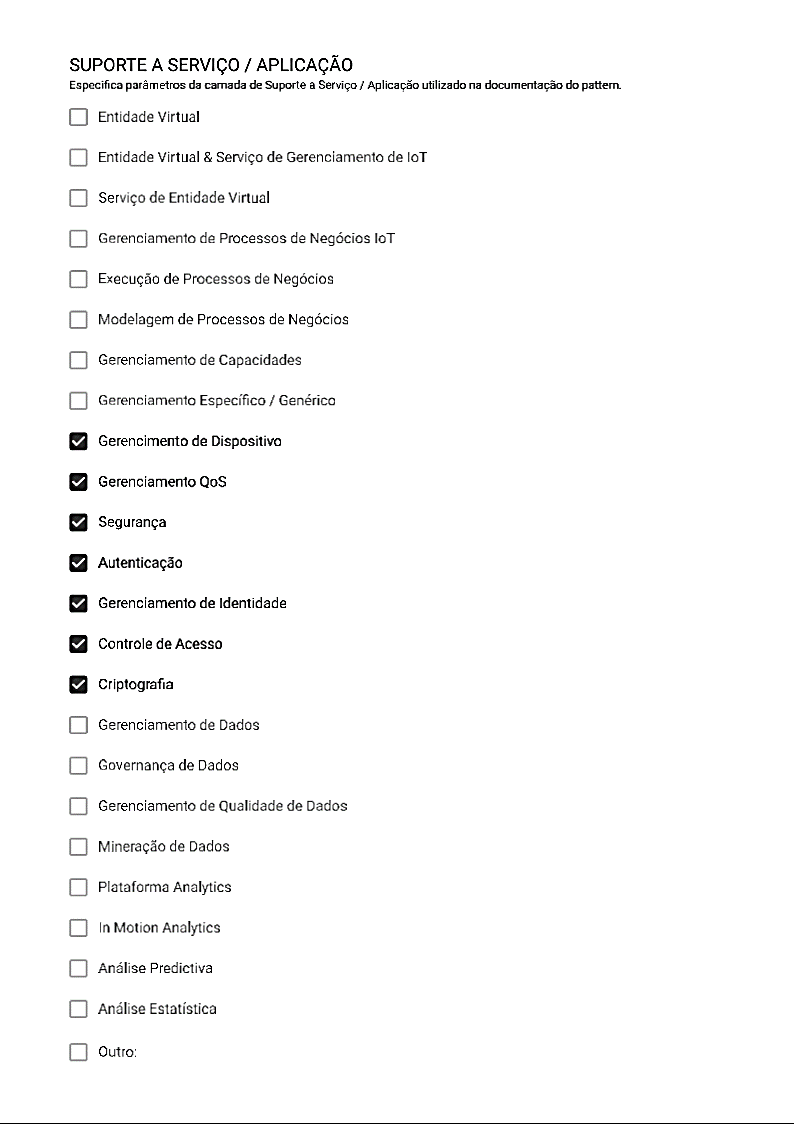 SUPORTE A SERVIÇO / APLICAÇÃO
Especifica parâmetros da camada de Suporte a Serviço / Aplicação utilizado na documentação do pattern.
Entidade Virtual
Entidade Virtual & Serviço de Gerenciamento de IoT
Serviço de Entidade Virtual
Gerenciamento de Processos de Negócios IoT
Execução de Processos de Negócios
Modelagem de Processos de Negócios
Gerenciamento de Capacidades
Gerenciamento Específico / Genérico
Gerencimento de Dispositivo
Gerenciamento QoS
Segurança
Autenticação
Gerenciamento de Identidade
Controle de Acesso
Criptografia
Gerenciamento de Dados
Governança de Dados
Gerenciamento de Qualidade de Dados
Mineração de Dados
Plataforma Analytics
In Motion Analytics
Análise Predictiva
Análise Estatística
Outro: